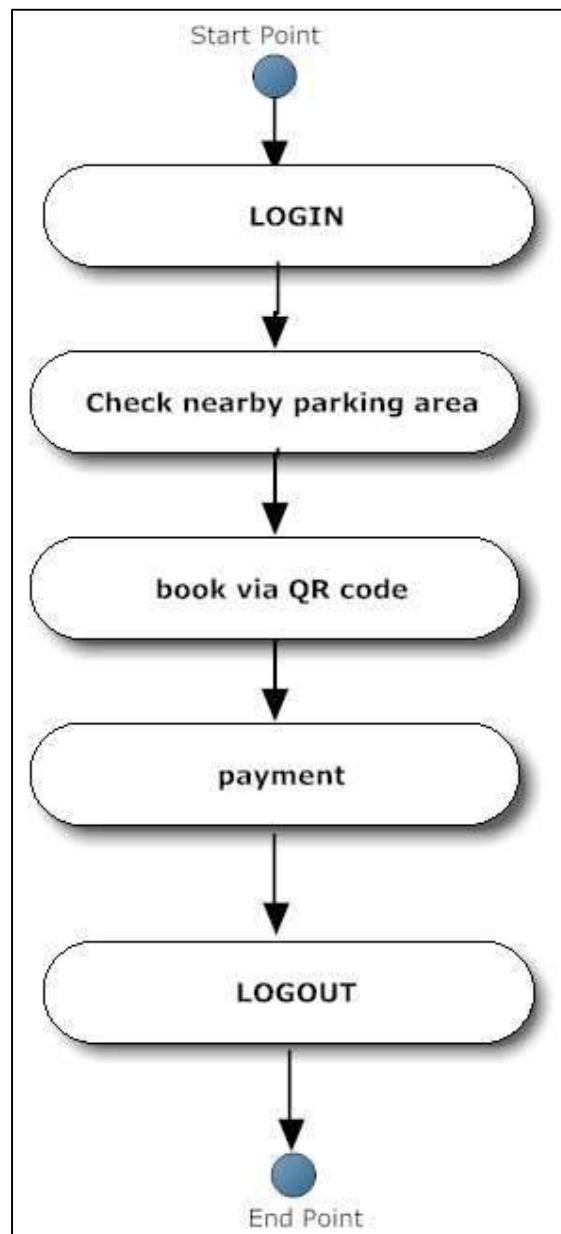 Start Point
LOGIN
Check nearby parking area
book via QR code
payment
LOGOUT
End Point